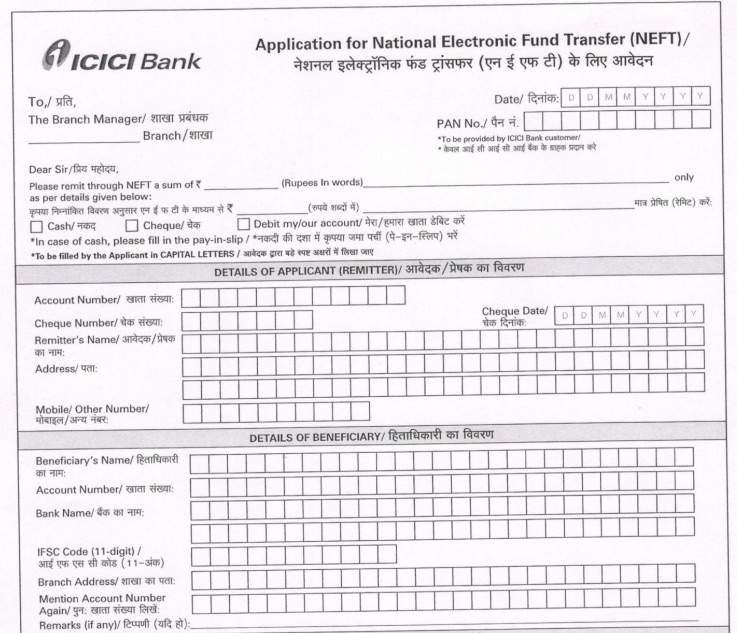 ICICI Bank
Application for National Electronic Fund Transfer (NEFT)/
नेशनल इलेक्ट्रॉनिक फंड ट्रांसफर (एन ई एफ टी) के लिए आवेदन
To,/ प्रति,
Date/ दिनांक: D D M M Y Y Y Y
The Branch Manager/ शाखा प्रबंधक
PAN No./ पैन नं.
Branch/शाखा
*To be provided by ICICI Bank customer/
* केवल आई सी आई सी आई बैंक के ग्राहक प्रदान करे
Dear Sir/प्रिय महोदय,
Please remit through NEFT a sum of ₹ (Rupees In words) only
as per details given below:
कृपया निम्नांकित विवरण अनुसार एन ई एफ टी के माध्यम से ₹ (रुपये शब्दों में) मात्र प्रेषित (रेमिट) करें:
Cash/ नकद Cheque/ चेक Debit my/our account/ मेरा/हमारा खाता डेबिट करें
*In case of cash, please fill in the pay-in-slip / *नकदी की दशा में कृपया जमा पर्ची (पे-इन-स्लिप) भरें
*To be filled by the Applicant in CAPITAL LETTERS / आवेदक द्वारा बड़े स्पष्ट अक्षरों में लिखा जाए
DETAILS OF APPLICANT (REMITTER)/ आवेदक/प्रेषक का विवरण
Account Number/ खाता संख्या:
Cheque Number/ चेक संख्या:
Cheque Date/
चेक दिनांक: D D M M Y Y Y Y
Remitter's Name/ आवेदक/प्रेषक
का नाम:
Address/ पता:
Mobile/ Other Number/
मोबाइल/अन्य नंबर:
DETAILS OF BENEFICIARY/ हिताधिकारी का विवरण
Beneficiary's Name/ हिताधिकारी
का नाम:
Account Number/ खाता संख्या:
Bank Name/ बैंक का नाम:
IFSC Code (11-digit) /
आई एफ एस सी कोड (11-अंक)
Branch Address/ शाखा का पता:
Mention Account Number
Again/ पुन: खाता संख्या लिखें:
Remarks (if any)/ टिप्पणी (यदि हो):